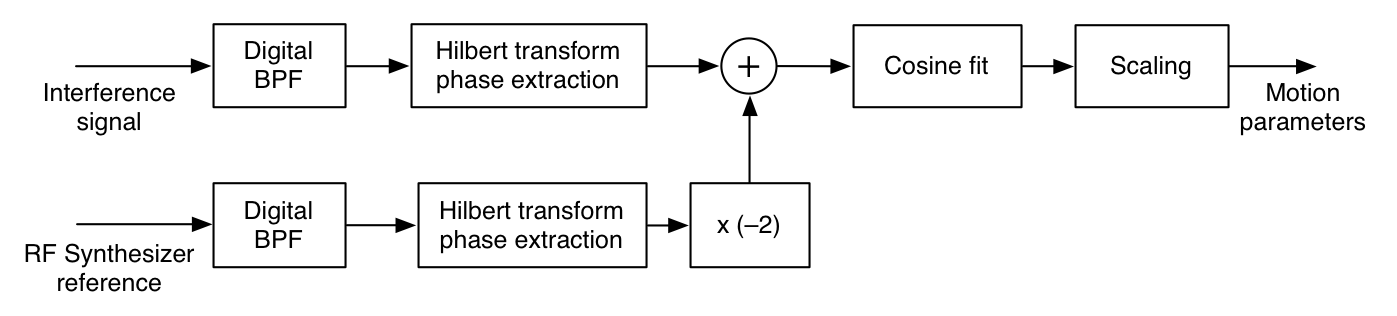 Digital
BPF
Hilbert transform
phase extraction
+
Cosine fit
Scaling
Interference
signal
Motion
parameters
Digital
BPF
Hilbert transform
phase extraction
x (–2)
RF Synthesizer
reference